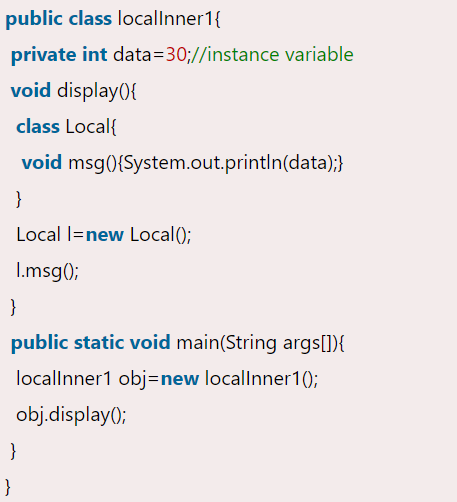 public class localInner1{
private int data=30;//instance variable
void display(){
class Local{
void msg(){System.out.println(data);}
}
Local l=new Local();
l.msg();
}
public static void main(String args[]){
localInner1 obj=new localInner1();
obj.display();
}
}